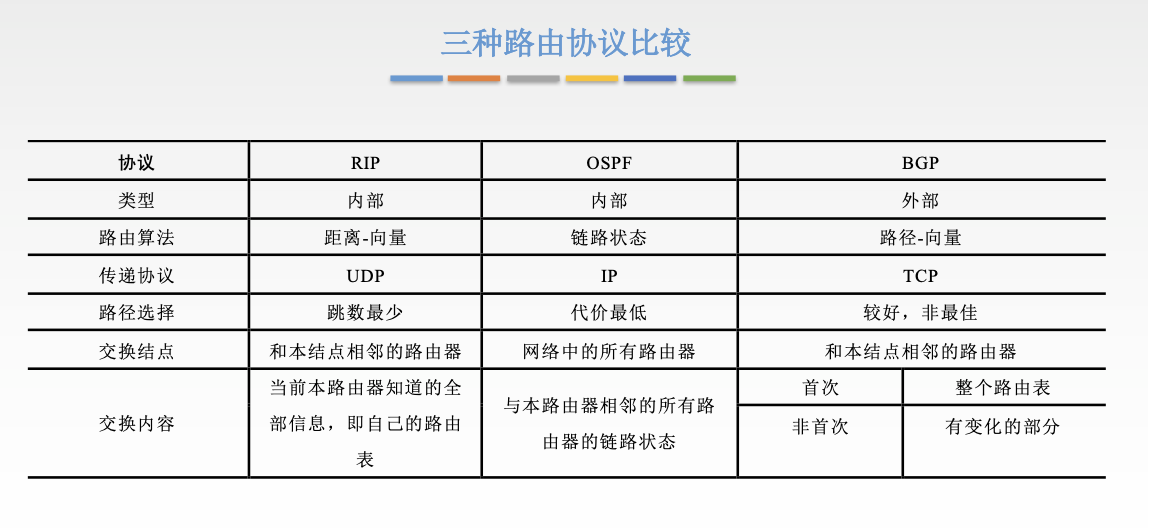 三种路由协议比较
协议 RIP OSPF BGP
类型 内部 内部 外部
路由算法 距离-向量 链路状态 路径-向量
传递协议 UDP IP TCP
路径选择 跳数最少 代价最低 较好，非最佳
交换结点 和本结点相邻的路由器 网络中的所有路由器 和本结点相邻的路由器
交换内容
当前本路由器知道的全
部信息，即自己的路由
表
与本路由器相邻的所有路
由器的链路状态
首次 整个路由表
非首次 有变化的部分